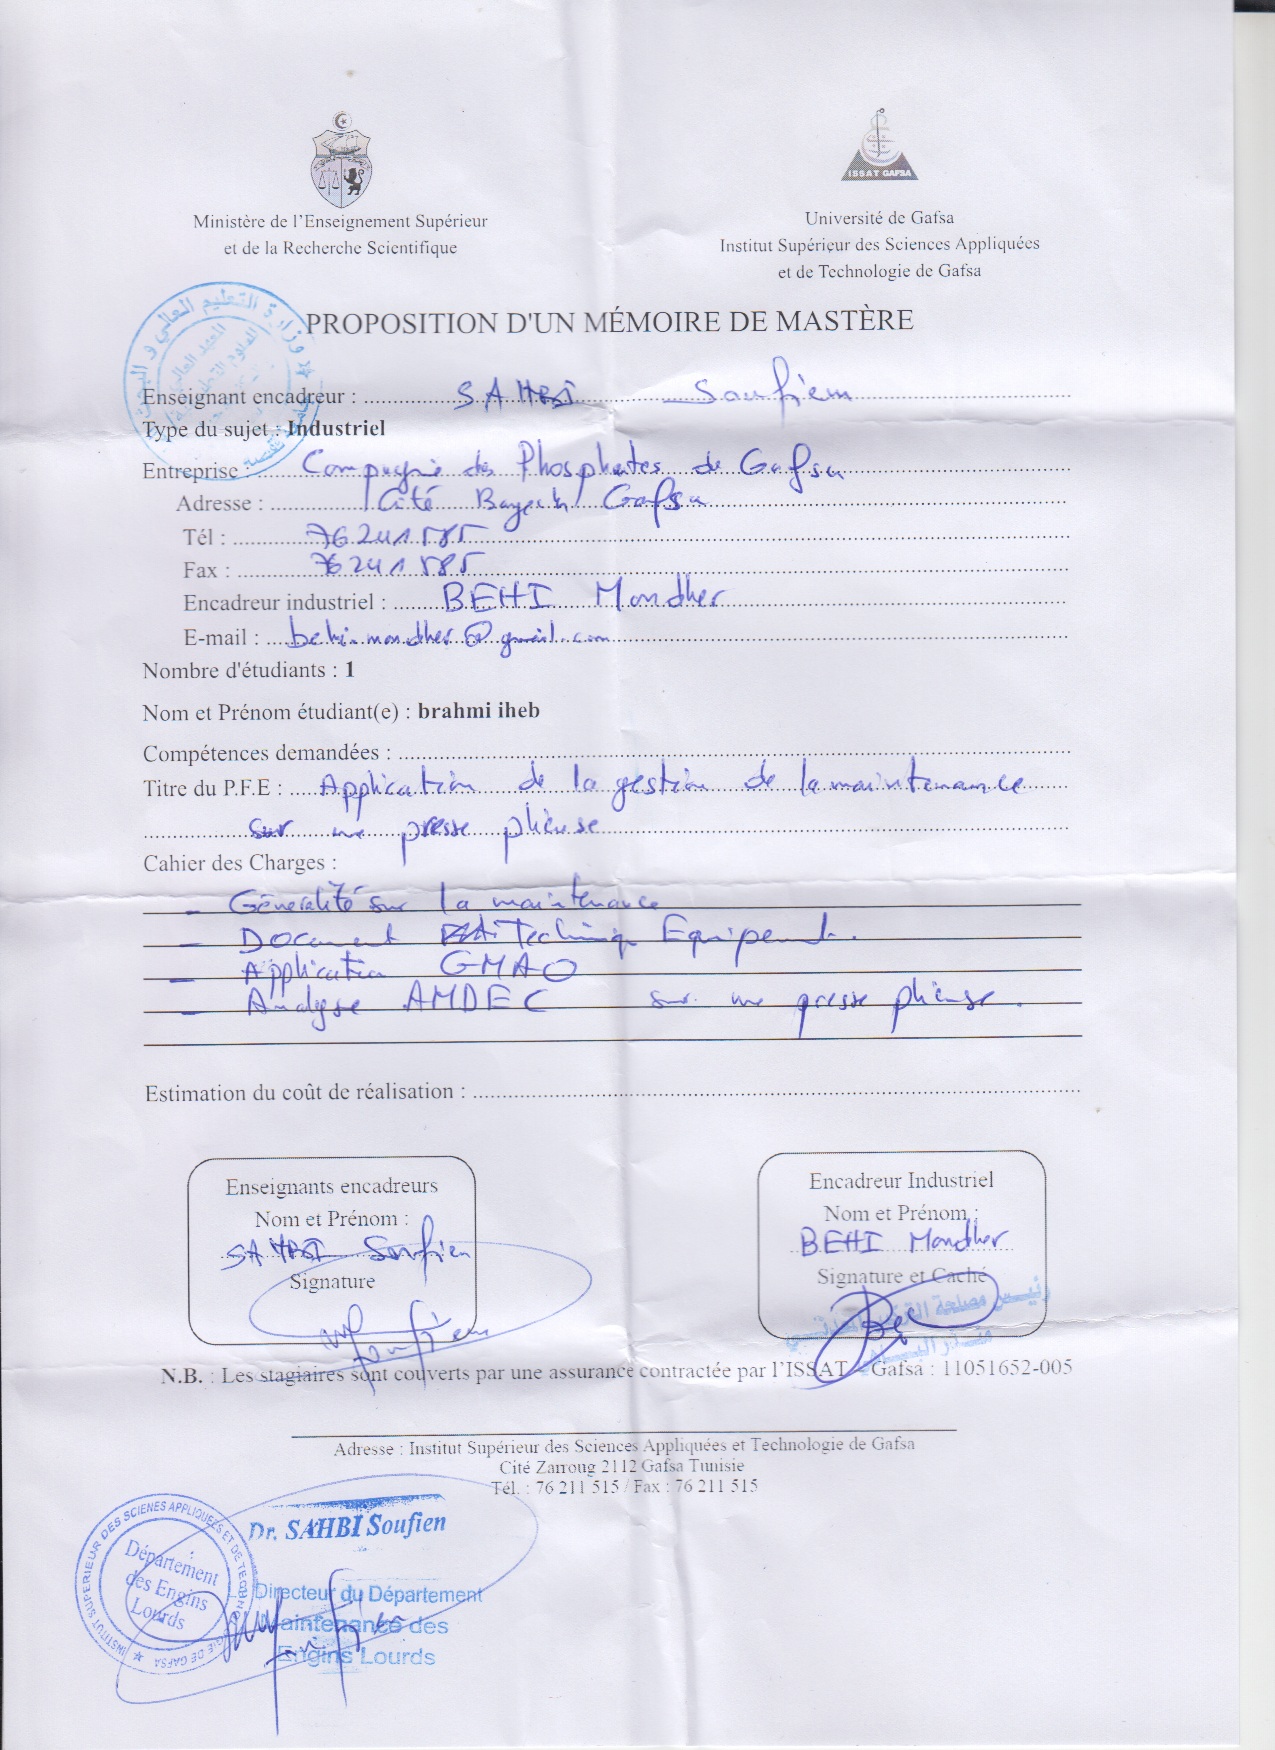 ISSAT GAFSA
Ministère de l'Enseignement Supérieur
et de la Recherche Scientifique
Université de Gafsa
Institut Supérieur des Sciences Appliquées
et de Technologie de Gafsa
PROPOSITION D'UN MÉMOIRE DE MASTÈRE
Enseignant encadreur : SAHBI Soufien
Type du sujet : Industriel
Entreprise : Compagnie des Phosphates de Gafsa
Adresse : Cité Bayech Gafsa
Tél : 76 241 585
Fax : 76 241 585
Encadreur industriel : BEHI Mondher
E-mail : behi.mondher@gmail.com
Nombre d'étudiants : 1
Nom et Prénom étudiant(e) : brahmi iheb
Compétences demandées :
Titre du P.F.E : Application de la gestion de la maintenance
sur une presse plieuse
Cahier des Charges :
- Généralité sur la maintenance
- Document Equipement.
- Application GMAO
- Analyse AMDEC sur une presse plieuse.
Estimation du coût de réalisation :
Enseignants encadreurs
Nom et Prénom :
SAHBI Soufien
Signature
Encadreur Industriel
Nom et Prénom :
BEHI Mondher
Signature et Caché
N.B. : Les stagiaires sont couverts par une assurance contractée par l'ISSAT Gafsa : 11051652-005
Adresse : Institut Supérieur des Sciences Appliquées et Technologie de Gafsa
Cité Zarroug 2112 Gafsa Tunisie
Tél. : 76 211 515 / Fax : 76 211 515
INSTITUT SUPERIEUR DES SCIENES APPLIQUEES ET DE TECHNOLOGIE DE GAFSA
Département
des Engins
Lourds
Dr. SAHBI Soufien
Directeur du Département
Maintenance des
Engins Lourds